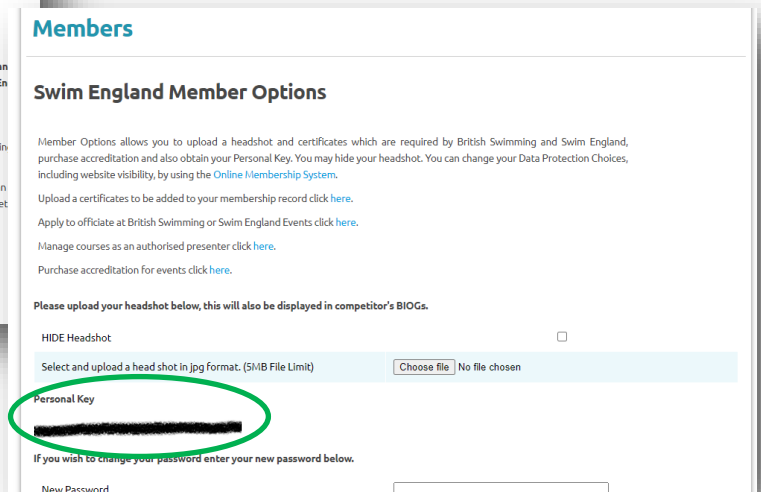 Members
Swim England Member Options
Member Options allows you to upload a headshot and certificates which are required by British Swimming and Swim England,
purchase accreditation and also obtain your Personal Key. You may hide your headshot. You can change your Data Protection Choices,
including website visibility, by using the Online Membership System.
Upload a certificates to be added to your membership record click here.
Apply to officiate at British Swimming or Swim England Events click here.
Manage courses as an authorised presenter click here.
Purchase accreditation for events click here.
Please upload your headshot below, this will also be displayed in competitor's BIOGs.
HIDE Headshot
Select and upload a head shot in jpg format. (5MB File Limit) Choose file No file chosen
Personal Key
If you wish to change your password enter your new password below.
New Password